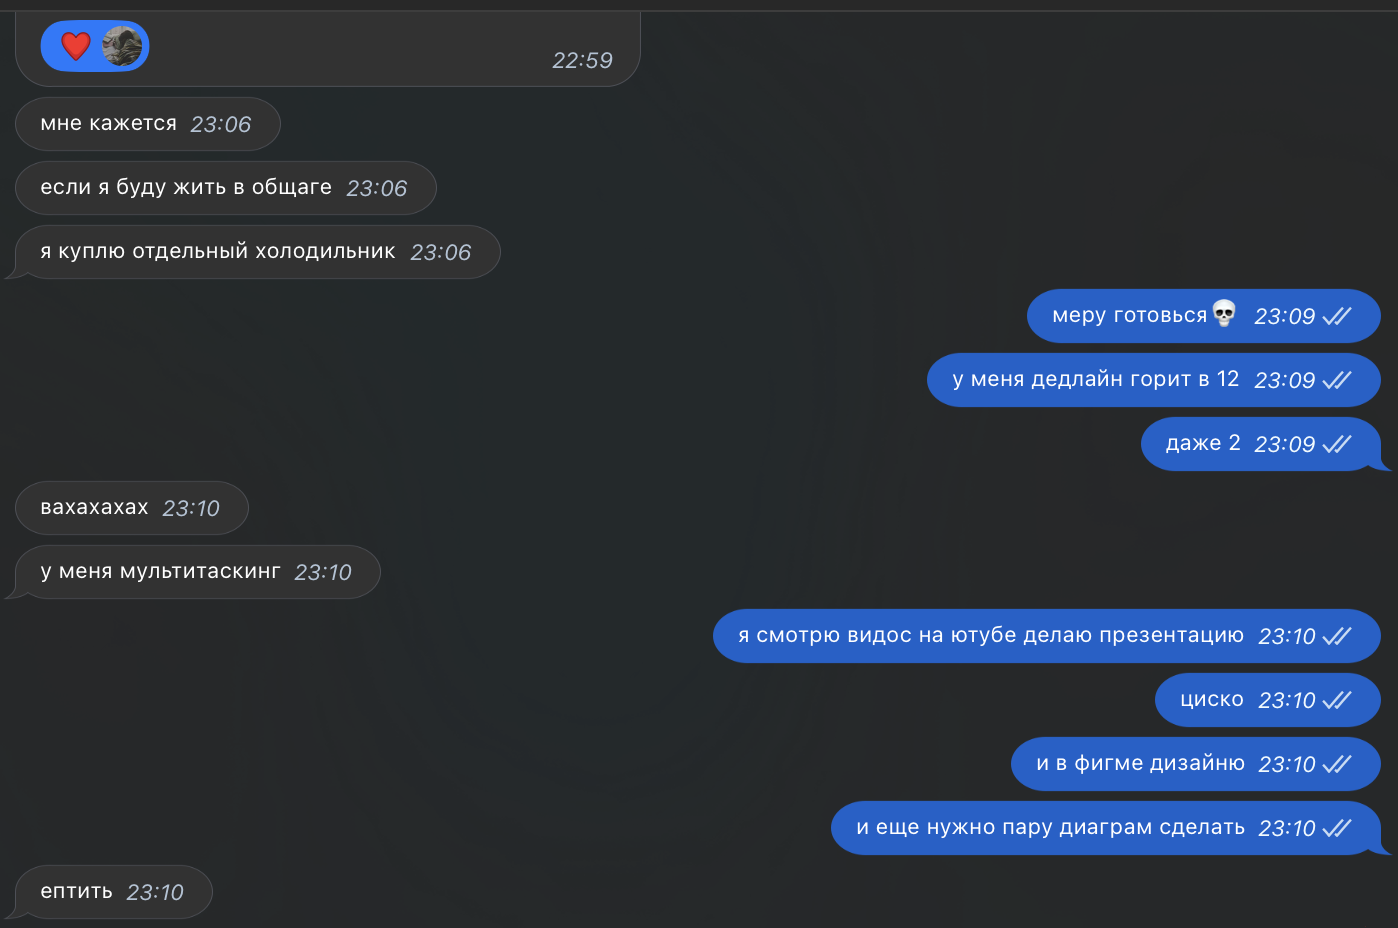 ❤️ 22:59
мне кажется 23:06
если я буду жить в общаге 23:06
я куплю отдельный холодильник 23:06
меру готовься💀 23:09
у меня дедлайн горит в 12 23:09
даже 2 23:09
вахахахах 23:10
у меня мультитаскинг 23:10
я смотрю видос на ютубе делаю презентацию 23:10
циско 23:10
и в фигме дизайню 23:10
и еще нужно пару диаграм сделать 23:10
ептить 23:10